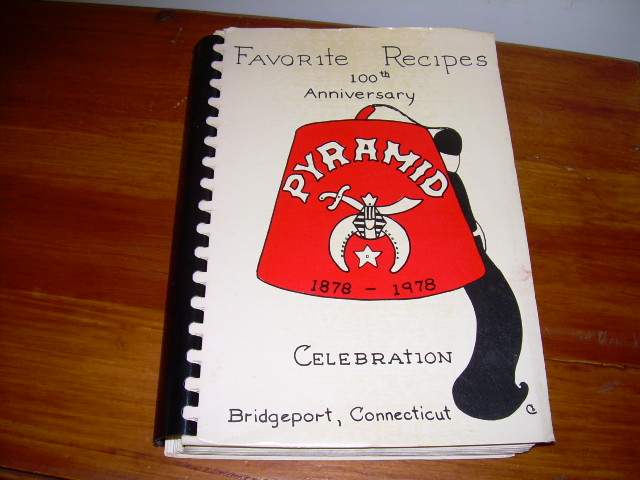 FAVORITE RECIPES
100th
Anniversary
PYRAMID
1878 - 1978
CELEBRATION
Bridgeport, Connecticut